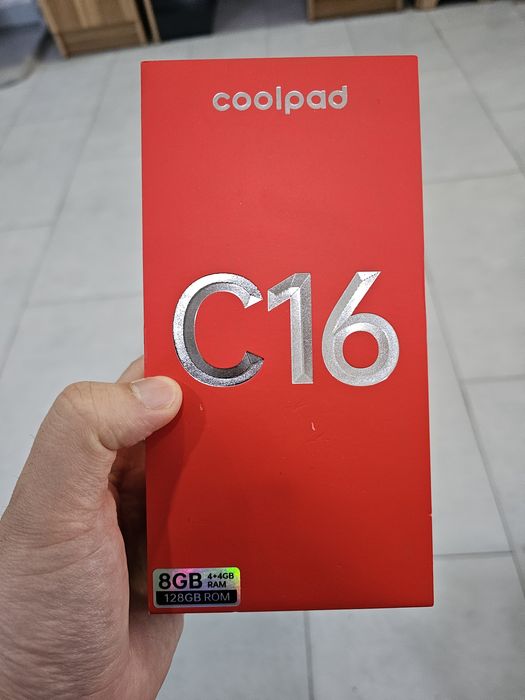 coolpad
C16
8GB 4+4GB RAM
128GB ROM